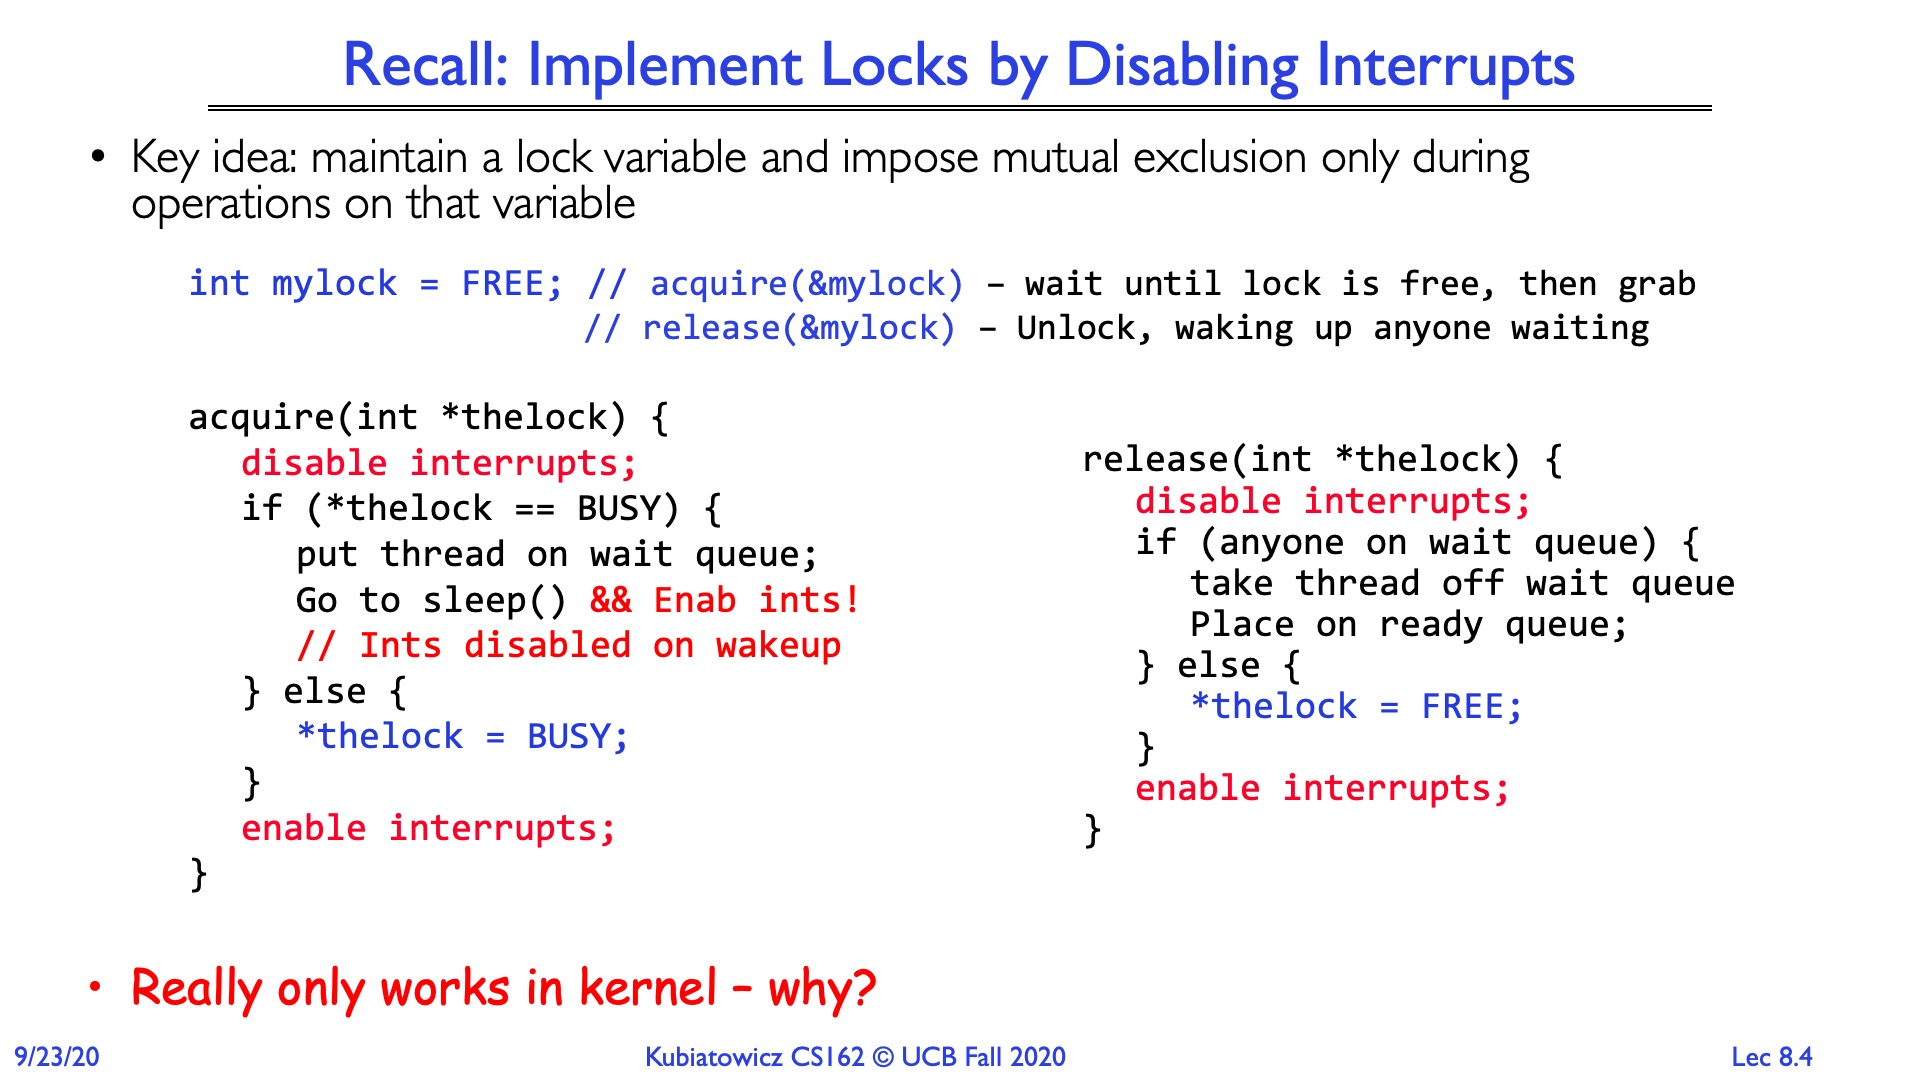 Recall: Implement Locks by Disabling Interrupts
• Key idea: maintain a lock variable and impose mutual exclusion only during
operations on that variable
int mylock = FREE; // acquire(&mylock) – wait until lock is free, then grab
// release(&mylock) – Unlock, waking up anyone waiting
acquire(int *thelock) {
disable interrupts;
if (*thelock == BUSY) {
put thread on wait queue;
Go to sleep() && Enab ints!
// Ints disabled on wakeup
} else {
*thelock = BUSY;
}
enable interrupts;
}
release(int *thelock) {
disable interrupts;
if (anyone on wait queue) {
take thread off wait queue
Place on ready queue;
} else {
*thelock = FREE;
}
enable interrupts;
}
• Really only works in kernel – why?
9/23/20
Kubiatowicz CS162 © UCB Fall 2020
Lec 8.4